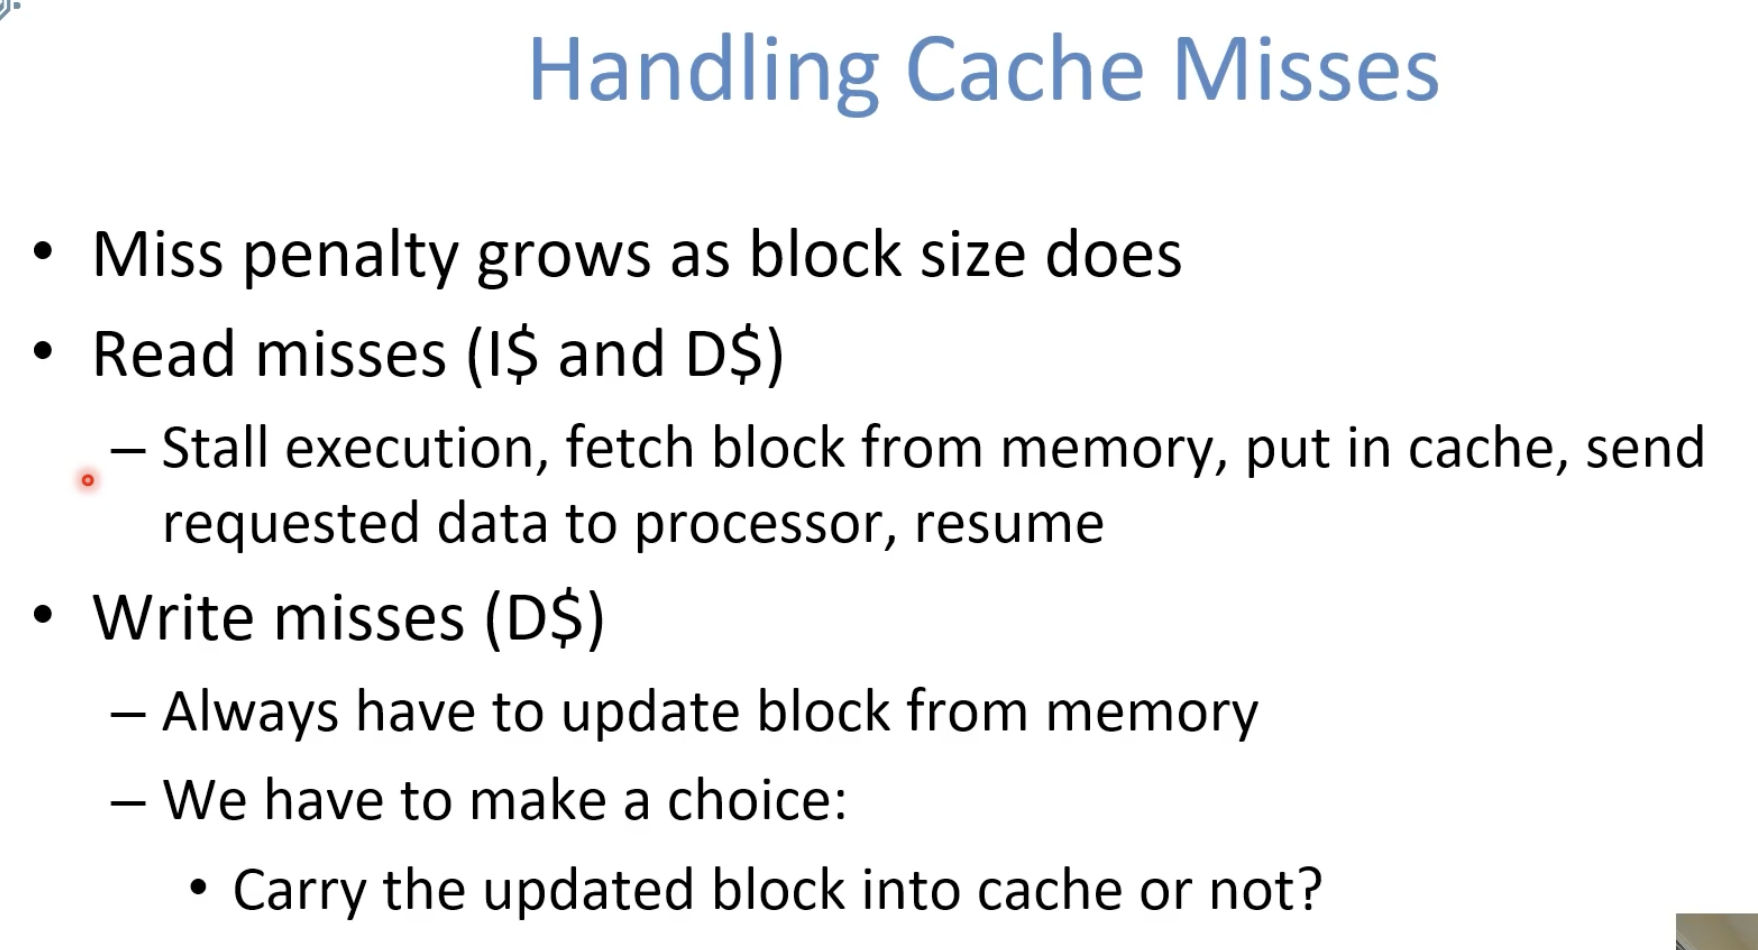 Handling Cache Misses
• Miss penalty grows as block size does
• Read misses (I$ and D$)
– Stall execution, fetch block from memory, put in cache, send
requested data to processor, resume
• Write misses (D$)
– Always have to update block from memory
– We have to make a choice:
• Carry the updated block into cache or not?